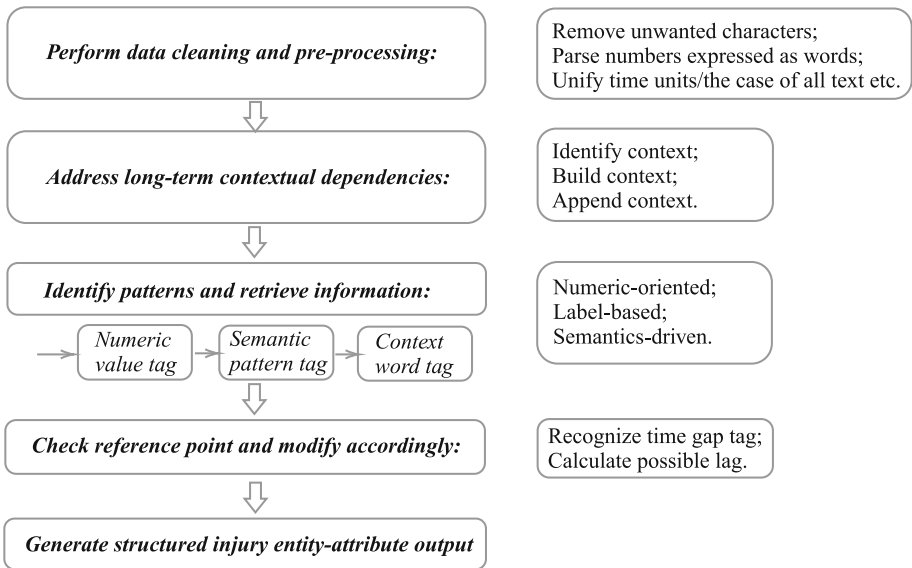 Perform data cleaning and pre-processing:
Remove unwanted characters;
Parse numbers expressed as words;
Unify time units/the case of all text etc.
Address long-term contextual dependencies:
Identify context;
Build context;
Append context.
Identify patterns and retrieve information:
Numeric
value tag
Semantic
pattern tag
Context
word tag
Numeric-oriented;
Label-based;
Semantics-driven.
Check reference point and modify accordingly:
Recognize time gap tag;
Calculate possible lag.
Generate structured injury entity-attribute output